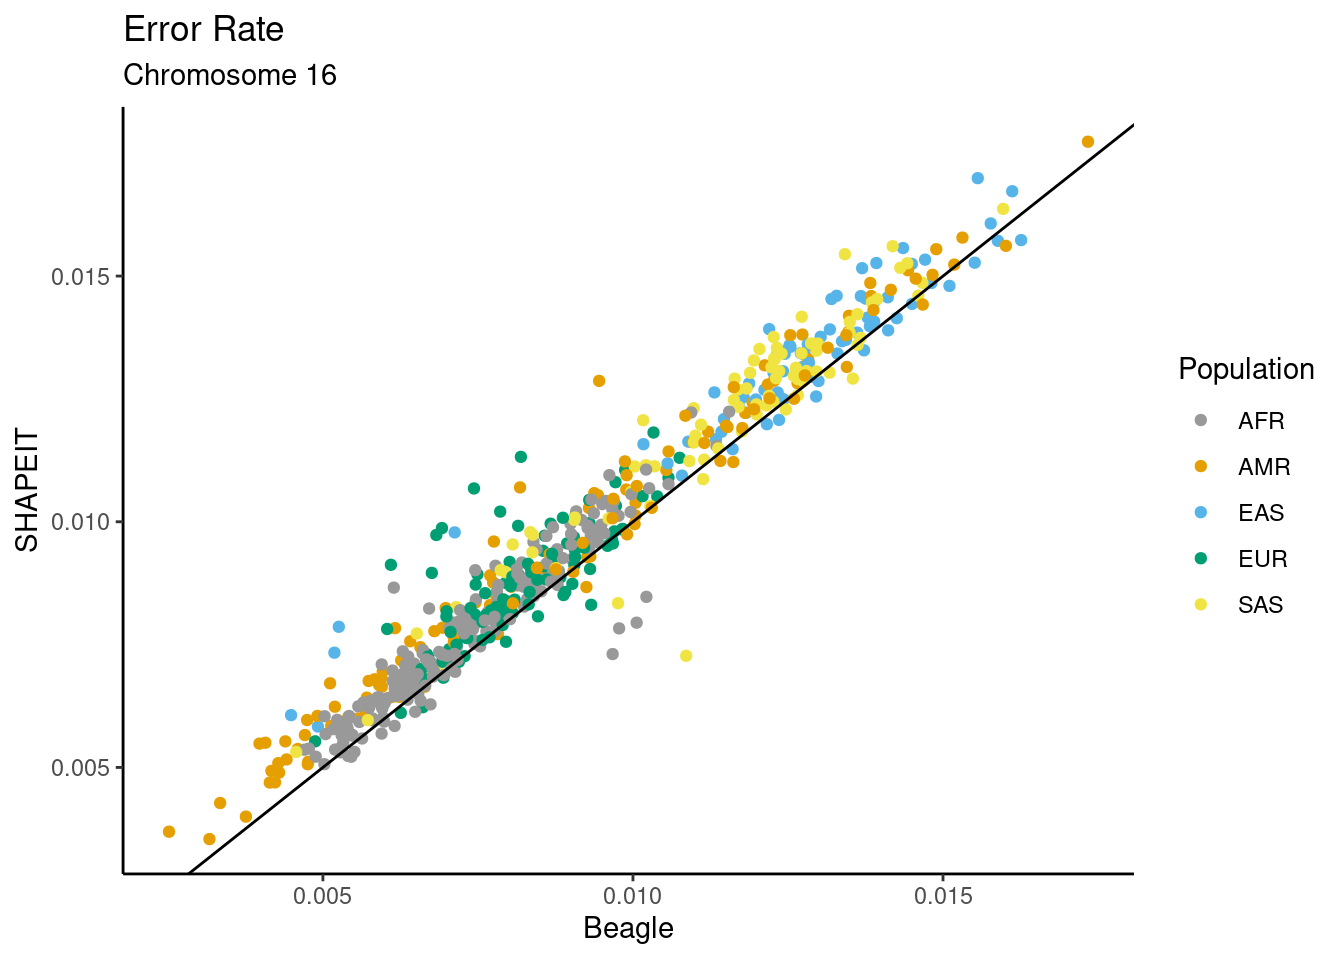 Error Rate
Chromosome 16
SHAPEIT
0.015
0.010
0.005
0.005 0.010 0.015
Beagle
Population
AFR
AMR
EAS
EUR
SAS